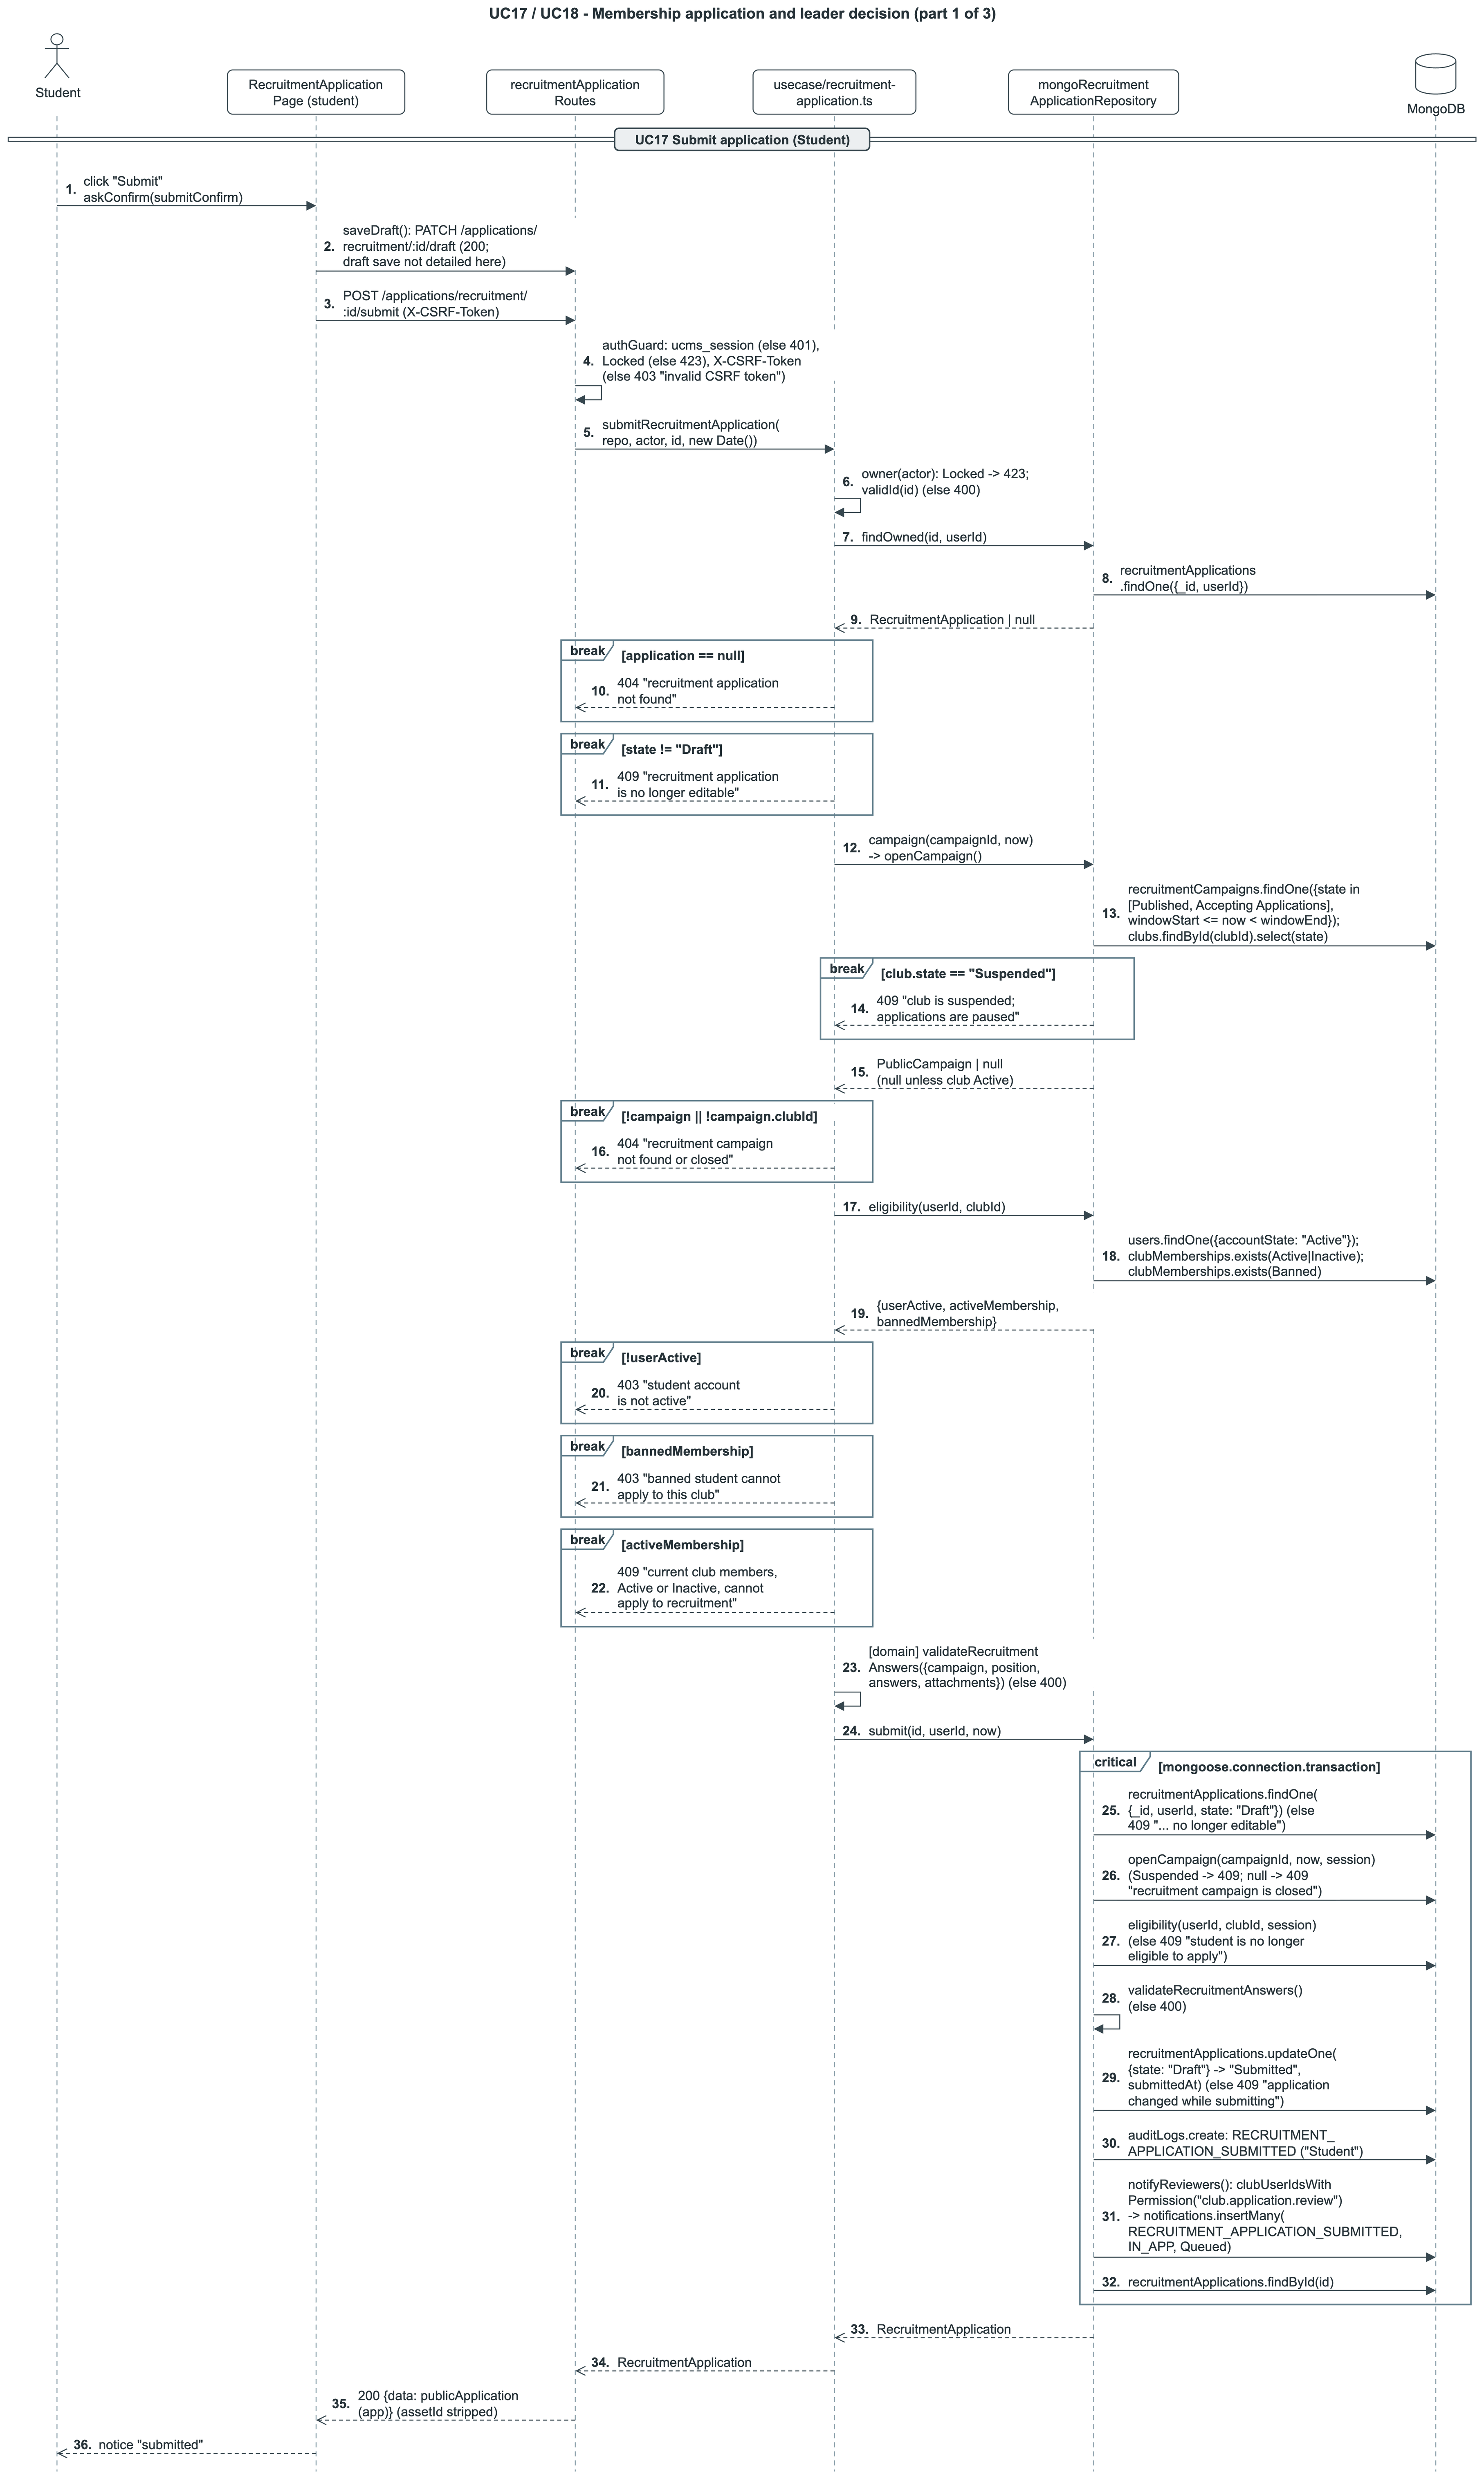 UC17 / UC18 - Membership application and leader decision (part 1 of 3)
Student
RecruitmentApplication
Page (student)
recruitmentApplication
Routes
usecase/recruitment-
application.ts
mongoRecruitment
ApplicationRepository
MongoDB
UC17 Submit application (Student)
1. click "Submit"
askConfirm(submitConfirm)
2. saveDraft(): PATCH /applications/
recruitment/:id/draft (200;
draft save not detailed here)
3. POST /applications/recruitment/
:id/submit (X-CSRF-Token)
4. authGuard: ucms_session (else 401),
Locked (else 423), X-CSRF-Token
(else 403 "invalid CSRF token")
5. submitRecruitmentApplication(
repo, actor, id, new Date())
6. owner(actor): Locked -> 423;
validId(id) (else 400)
7. findOwned(id, userId)
8. recruitmentApplications
.findOne({_id, userId})
9. RecruitmentApplication | null
break [application == null]
10. 404 "recruitment application
not found"
break [state != "Draft"]
11. 409 "recruitment application
is no longer editable"
12. campaign(campaignId, now)
-> openCampaign()
13. recruitmentCampaigns.findOne({state in
[Published, Accepting Applications],
windowStart <= now < windowEnd});
clubs.findById(clubId).select(state)
break [club.state == "Suspended"]
14. 409 "club is suspended;
applications are paused"
15. PublicCampaign | null
(null unless club Active)
break [!campaign || !campaign.clubId]
16. 404 "recruitment campaign
not found or closed"
17. eligibility(userId, clubId)
18. users.findOne({accountState: "Active"});
clubMemberships.exists(Active|Inactive);
clubMemberships.exists(Banned)
19. {userActive, activeMembership,
bannedMembership}
break [!userActive]
20. 403 "student account
is not active"
break [bannedMembership]
21. 403 "banned student cannot
apply to this club"
break [activeMembership]
22. 409 "current club members,
Active or Inactive, cannot
apply to recruitment"
23. [domain] validateRecruitment
Answers({campaign, position,
answers, attachments}) (else 400)
24. submit(id, userId, now)
critical [mongoose.connection.transaction]
25. recruitmentApplications.findOne(
{_id, userId, state: "Draft"}) (else
409 "... no longer editable")
26. openCampaign(campaignId, now, session)
(Suspended -> 409; null -> 409
"recruitment campaign is closed")
27. eligibility(userId, clubId, session)
(else 409 "student is no longer
eligible to apply")
28. validateRecruitmentAnswers()
(else 400)
29. recruitmentApplications.updateOne(
{state: "Draft"} -> "Submitted",
submittedAt) (else 409 "application
changed while submitting")
30. auditLogs.create: RECRUITMENT_
APPLICATION_SUBMITTED ("Student")
31. notifyReviewers(): clubUserIdsWith
Permission("club.application.review")
-> notifications.insertMany(
RECRUITMENT_APPLICATION_SUBMITTED,
IN_APP, Queued)
32. recruitmentApplications.findById(id)
33. RecruitmentApplication
34. RecruitmentApplication
35. 200 {data: publicApplication
(app)} (assetId stripped)
36. notice "submitted"